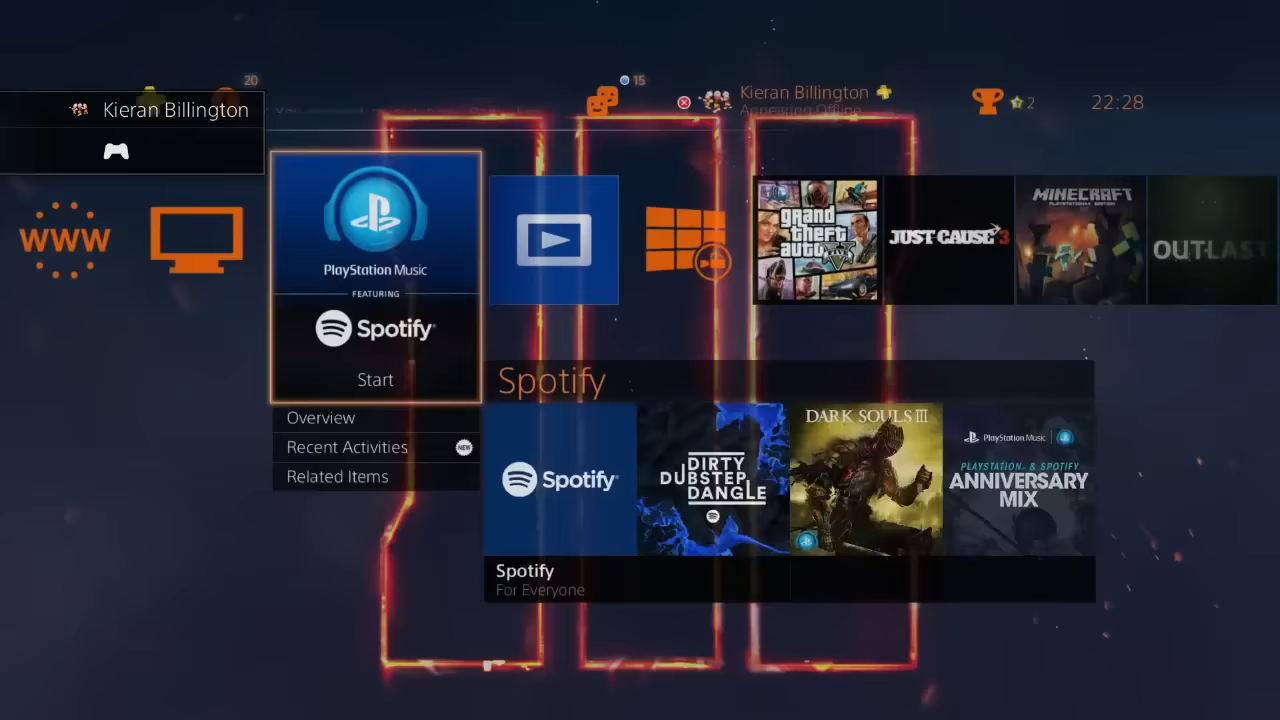 20
15
Kieran Billington
Appearing Offline
2
22:28
Kieran Billington
WWW
PlayStation Music
FEATURING
Spotify
Start
grand
theft
auto
V
JUST CAUSE 3
MINECRAFT
PLAYSTATION®4 EDITION
OUTLAST
Overview
Recent Activities
NEW
Related Items
Spotify
Spotify
DIRTY
DUBSTEP
DANGLE
DARK SOULS III
PlayStation Music
PLAYSTATION® & SPOTIFY
ANNIVERSARY
MIX
Spotify
For Everyone